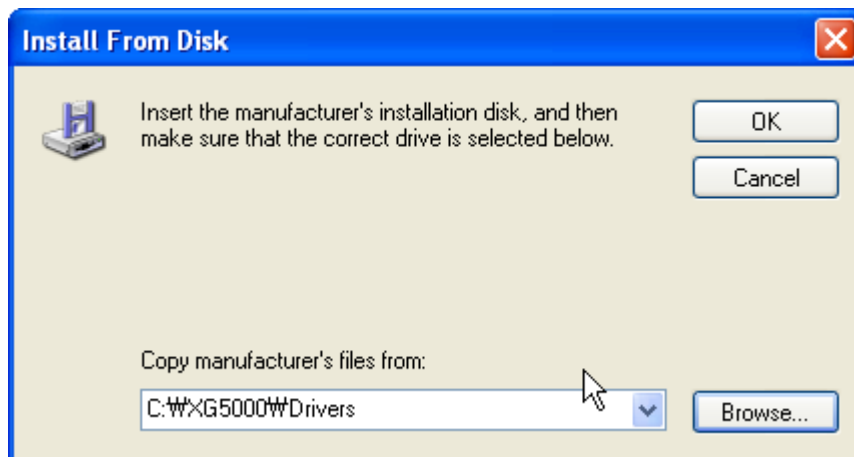 Install From Disk
Insert the manufacturer's installation disk, and then
make sure that the correct drive is selected below.
OK
Cancel
Copy manufacturer's files from:
C:₩XG5000₩Drivers
Browse...